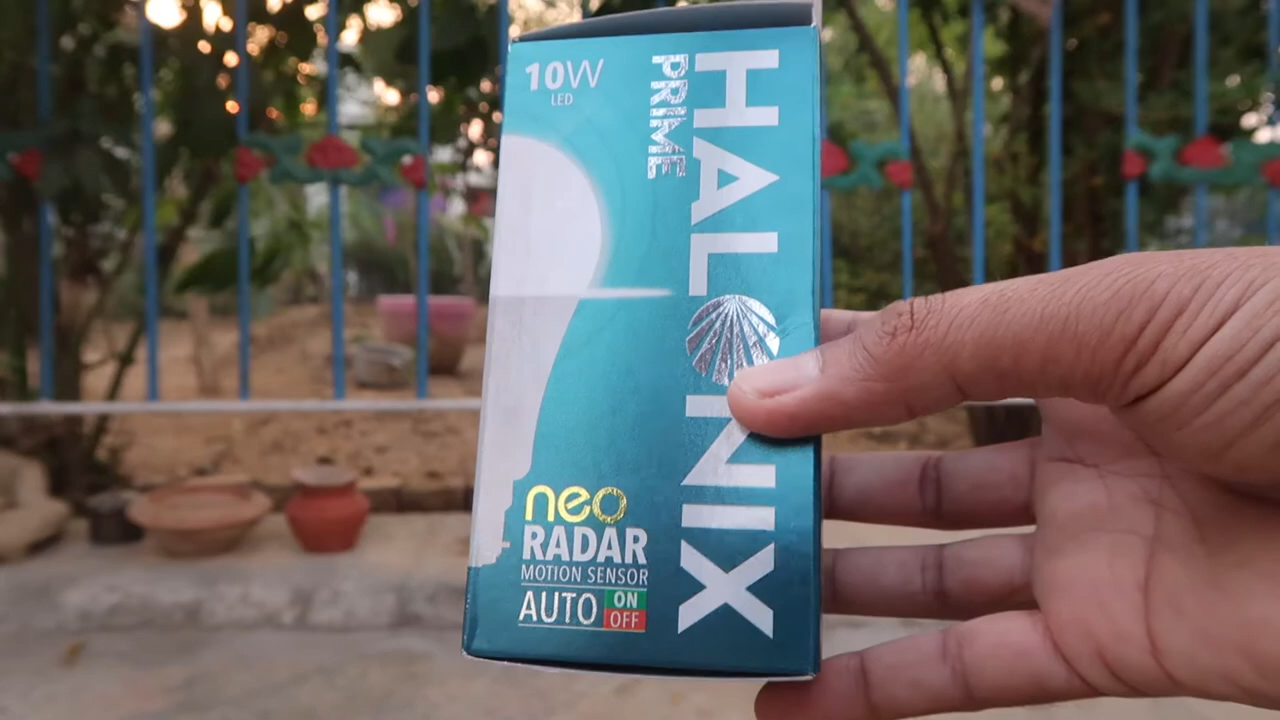 10W
LED
HALONIX
PRIME
neo
RADAR
MOTION SENSOR
AUTO ON OFF